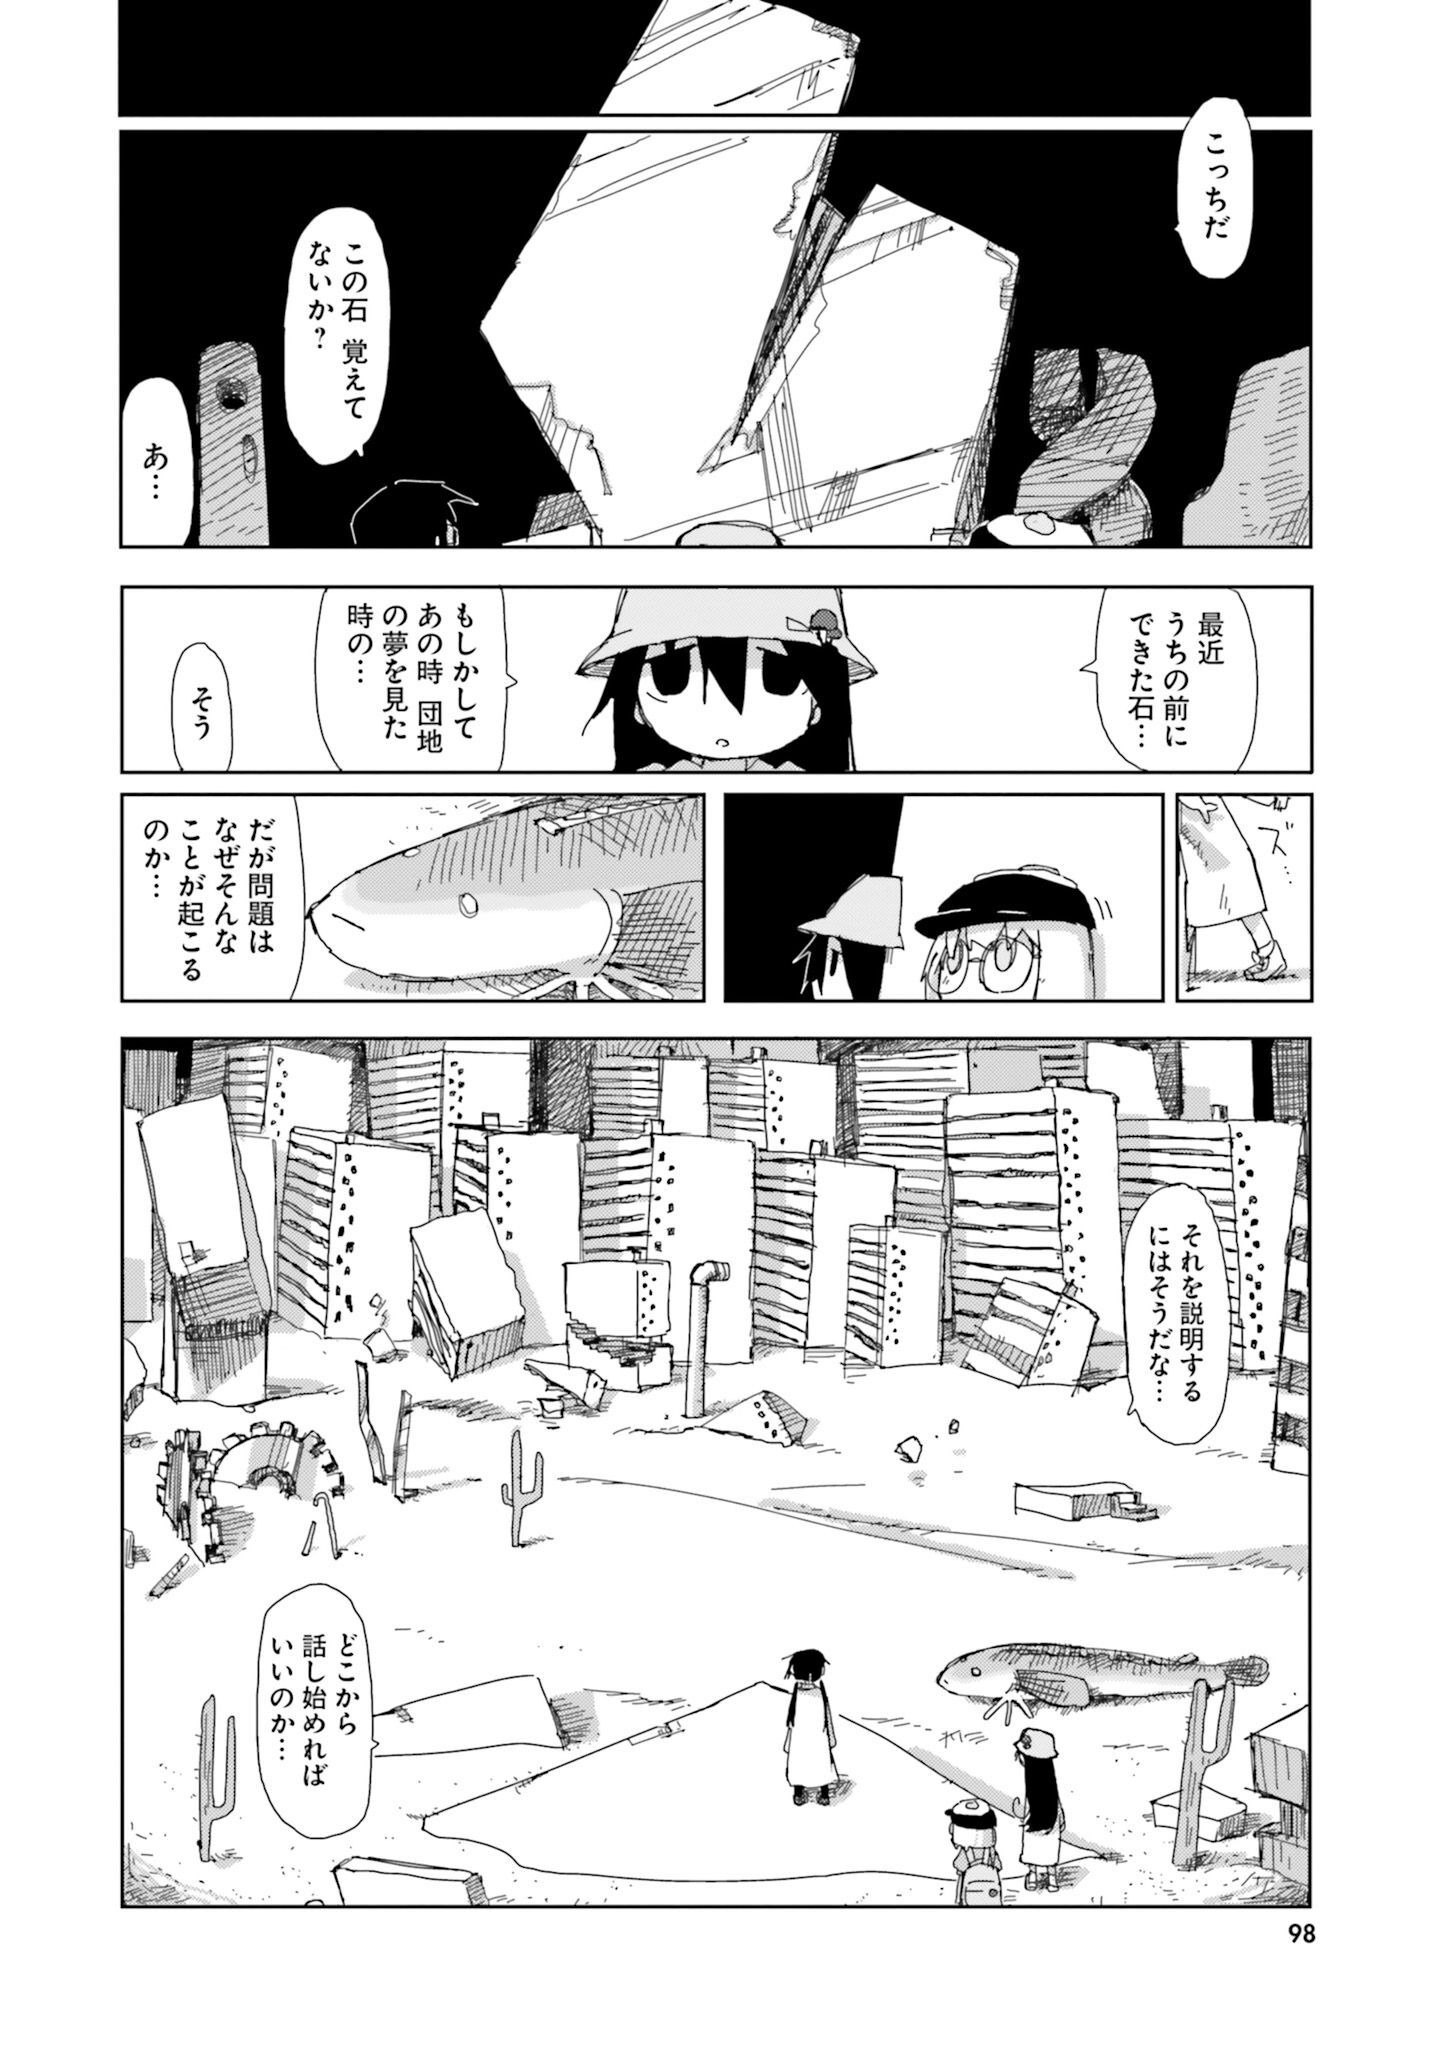 こっちだ
この石 覚えて
ないか?
あ…
最近
うちの前に
できた石…
もしかして
あの時 団地
の夢を見た
時の…
そう
だが問題は
なぜそんな
ことが起こる
のか…
それを説明する
にはそうだな…
どこから
話し始めれば
いいのか…
98